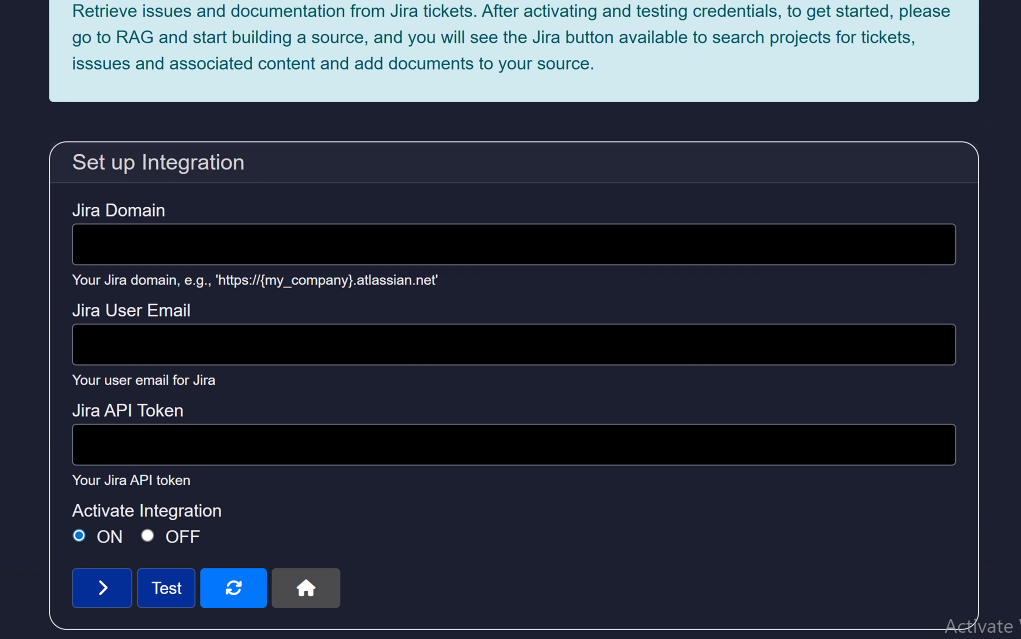 Retrieve issues and documentation from Jira tickets. After activating and testing credentials, to get started, please
go to RAG and start building a source, and you will see the Jira button available to search projects for tickets,
isssues and associated content and add documents to your source.
Set up Integration
Jira Domain
Your Jira domain, e.g., 'https://{my_company}.atlassian.net'
Jira User Email
Your user email for Jira
Jira API Token
Your Jira API token
Activate Integration
ON OFF
Test
Activate